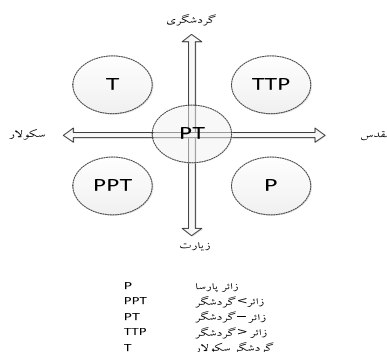 گردشگری
T TTP
سکولار PT تقدس
PPT P
زیارت
P زائر پارسا
PPT زائر<گردشگر
PT زائر–گردشگر
TTP زائر>گردشگر
T گردشگر سکولار